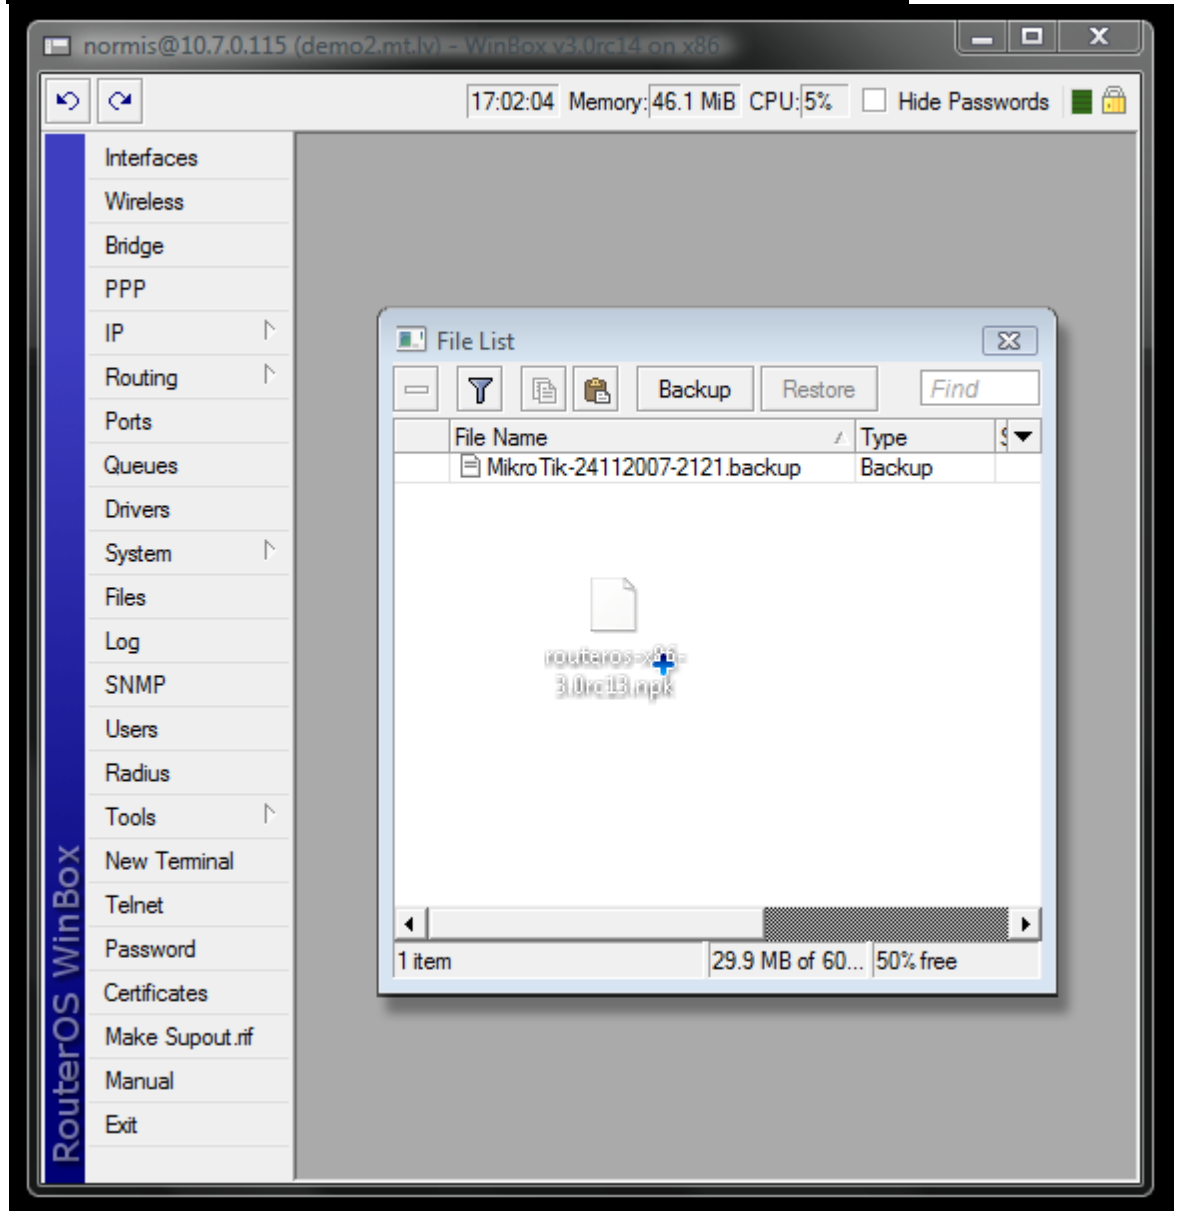 normis@10.7.0.115 (demo2.mt.lv) - WinBox v3.0rc14 on x86
17:02:04 Memory: 46.1 MiB CPU: 5% Hide Passwords
Interfaces
Wireless
Bridge
PPP
IP
Routing
Ports
Queues
Drivers
System
Files
Log
SNMP
Users
Radius
Tools
New Terminal
Telnet
Password
Certificates
Make Supout.rif
Manual
Exit
RouterOS WinBox
File List
Backup Restore Find
File Name Type
MikroTik-24112007-2121.backup Backup
routeros-x86-
3.0rc13.npk
1 item 29.9 MB of 60... 50% free